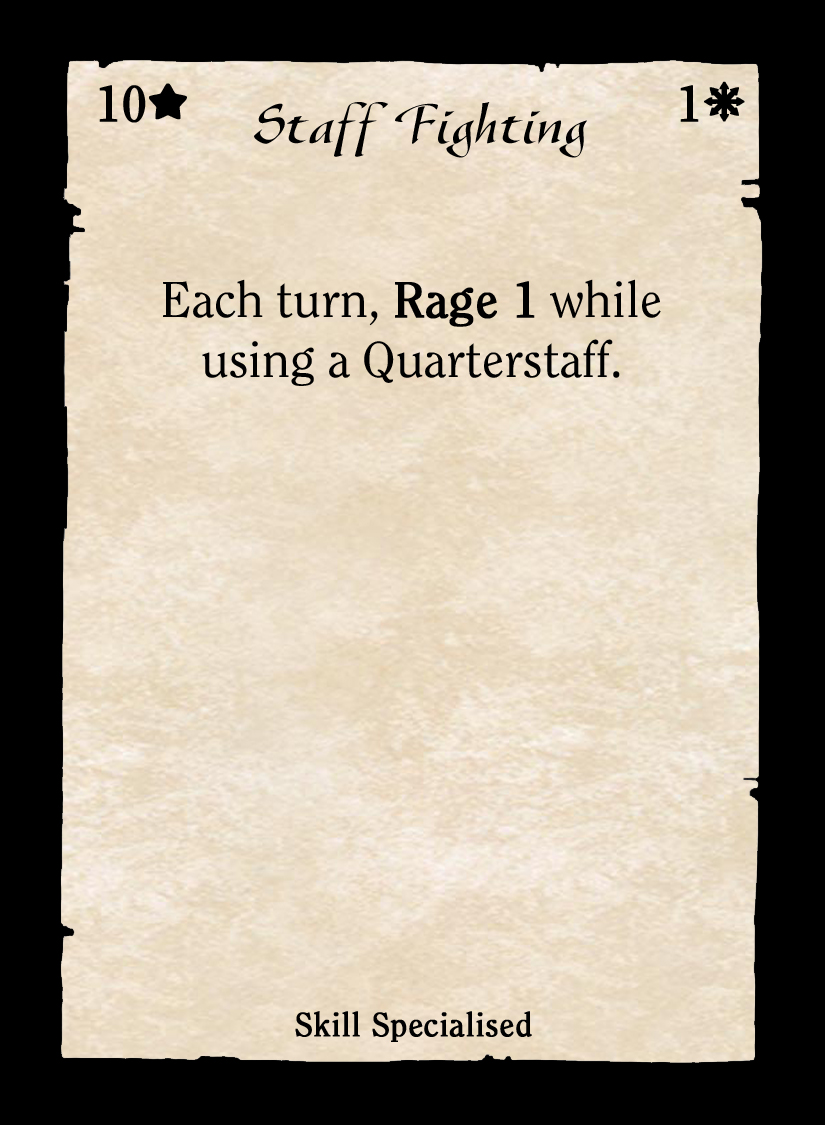 10★ Staff Fighting 1
Each turn, Rage 1 while
using a Quarterstaff.
Skill Specialised